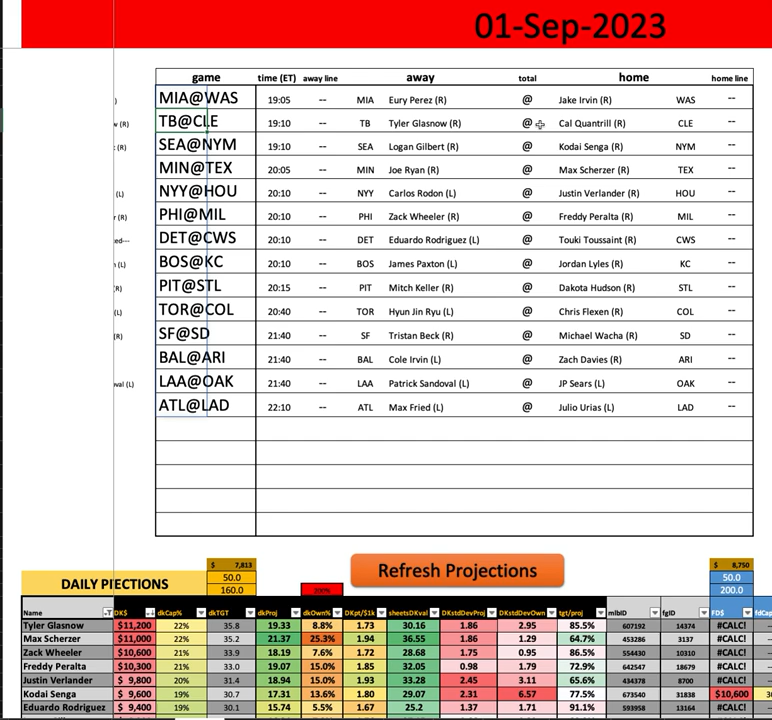 01-Sep-2023
game time (ET) away line away total home home line
) MIA@WAS 19:05 -- MIA Eury Perez (R) @ Jake Irvin (R) WAS --
w (R) TB@CLE 19:10 -- TB Tyler Glasnow (R) @ Cal Quantrill (R) CLE --
(R) SEA@NYM 19:10 -- SEA Logan Gilbert (R) @ Kodai Senga (R) NYM --
MIN@TEX 20:05 -- MIN Joe Ryan (R) @ Max Scherzer (R) TEX --
(L) NYY@HOU 20:10 -- NYY Carlos Rodon (L) @ Justin Verlander (R) HOU --
r (R) PHI@MIL 20:10 -- PHI Zack Wheeler (R) @ Freddy Peralta (R) MIL --
ed--- DET@CWS 20:10 -- DET Eduardo Rodriguez (L) @ Touki Toussaint (R) CWS --
(L) BOS@KC 20:10 -- BOS James Paxton (L) @ Jordan Lyles (R) KC --
(R) PIT@STL 20:15 -- PIT Mitch Keller (R) @ Dakota Hudson (R) STL --
(L) TOR@COL 20:40 -- TOR Hyun Jin Ryu (L) @ Chris Flexen (R) COL --
(R) SF@SD 21:40 -- SF Tristan Beck (R) @ Michael Wacha (R) SD --
BAL@ARI 21:40 -- BAL Cole Irvin (L) @ Zach Davies (R) ARI --
val (L) LAA@OAK 21:40 -- LAA Patrick Sandoval (L) @ JP Sears (L) OAK --
ATL@LAD 22:10 -- ATL Max Fried (L) @ Julio Urias (L) LAD --
$ 7,813 $ 8,750
DAILY PIECTIONS 50.0 Refresh Projections 50.0
160.0 200% 200.0
Name DK$ dkCap% dkTGT dkProj dkOwn% DKpt/$1k sheetsDKval DKstdDevProj DKstdDevOwn tgt/proj mlbID fgID FD$ fdCap
Tyler Glasnow $11,200 22% 35.8 19.33 8.8% 1.73 30.16 1.86 2.95 85.5% 607192 14374 #CALC!
Max Scherzer $11,000 22% 35.2 21.37 25.3% 1.94 36.55 1.86 1.29 64.7% 453286 3137 #CALC!
Zack Wheeler $10,600 21% 33.9 18.19 7.6% 1.72 28.68 1.75 0.95 86.5% 554430 10310 #CALC!
Freddy Peralta $10,300 21% 33.0 19.07 15.0% 1.85 32.05 0.98 1.79 72.9% 642547 18679 #CALC!
Justin Verlander $ 9,800 20% 31.4 18.94 15.0% 1.93 33.28 2.45 3.11 65.6% 434378 8700 #CALC!
Kodai Senga $ 9,600 19% 30.7 17.31 13.6% 1.80 29.07 2.31 6.57 77.5% 673540 31838 $10,600 30
Eduardo Rodriguez $ 9,400 19% 30.1 15.74 5.5% 1.67 25.2 1.37 1.71 91.1% 593958 13164 #CALC!